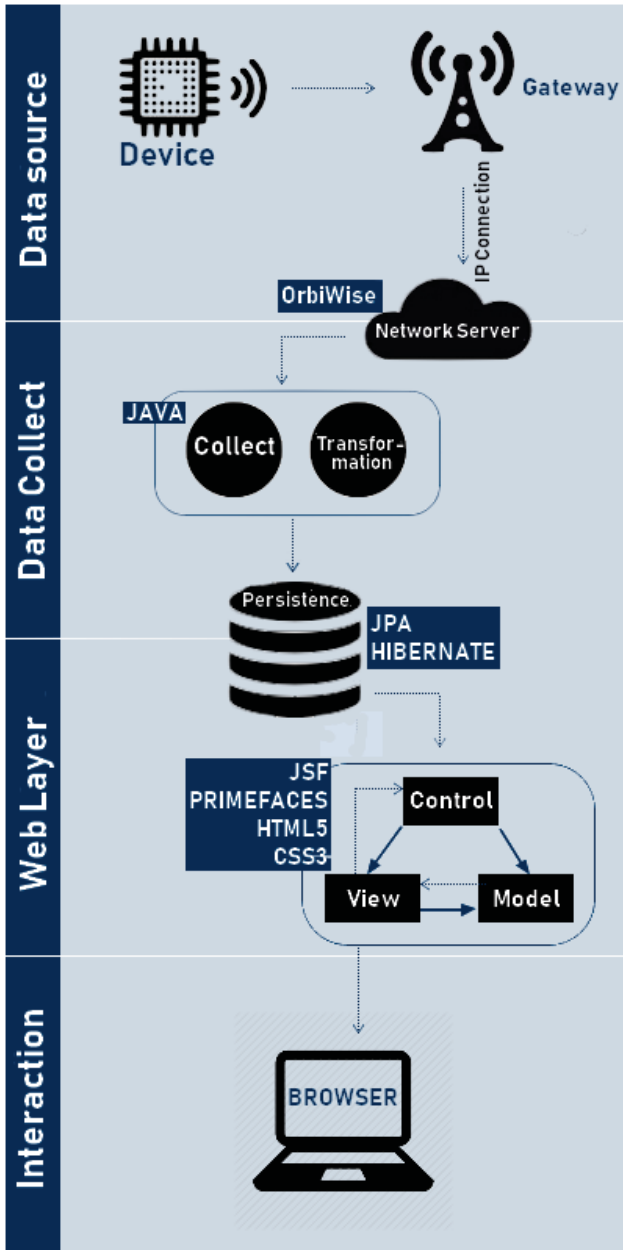 Data source
Device
Gateway
IP Connection
OrbiWise
Network Server
Data Collect
JAVA
Collect
Transfor-
mation
Persistence
JPA
HIBERNATE
Web Layer
JSF
PRIMEFACES
HTML5
CSS3
Control
View
Model
Interaction
BROWSER